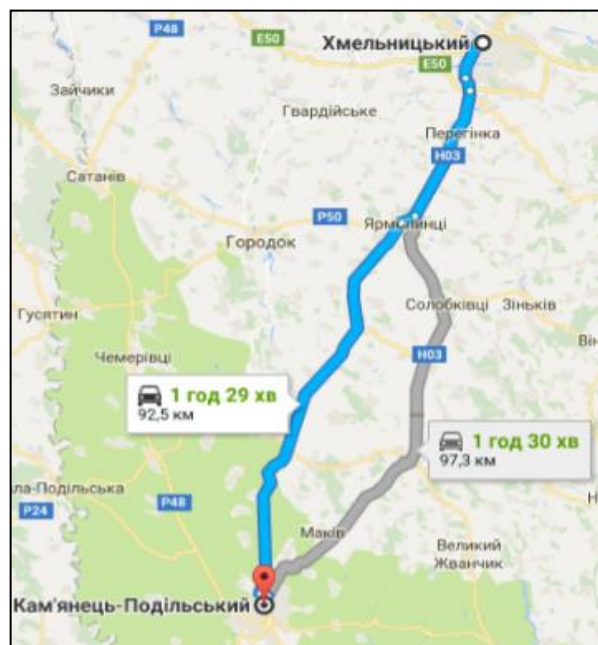 P48
E50
Хмельницький
E50
Зайчики
Гвардійське
Перегінка
H03
Сатанів
P50
Ярмолинці
Городок
Гусятин
Солобківці
Зіньків
Він
H03
Чемерівці
1 год 29 хв
92,5 км
1 год 30 хв
97,3 км
ла-Подільська
P48
P24
Н
Маків
Великий
Жванчик
Кам'янець-Подільський